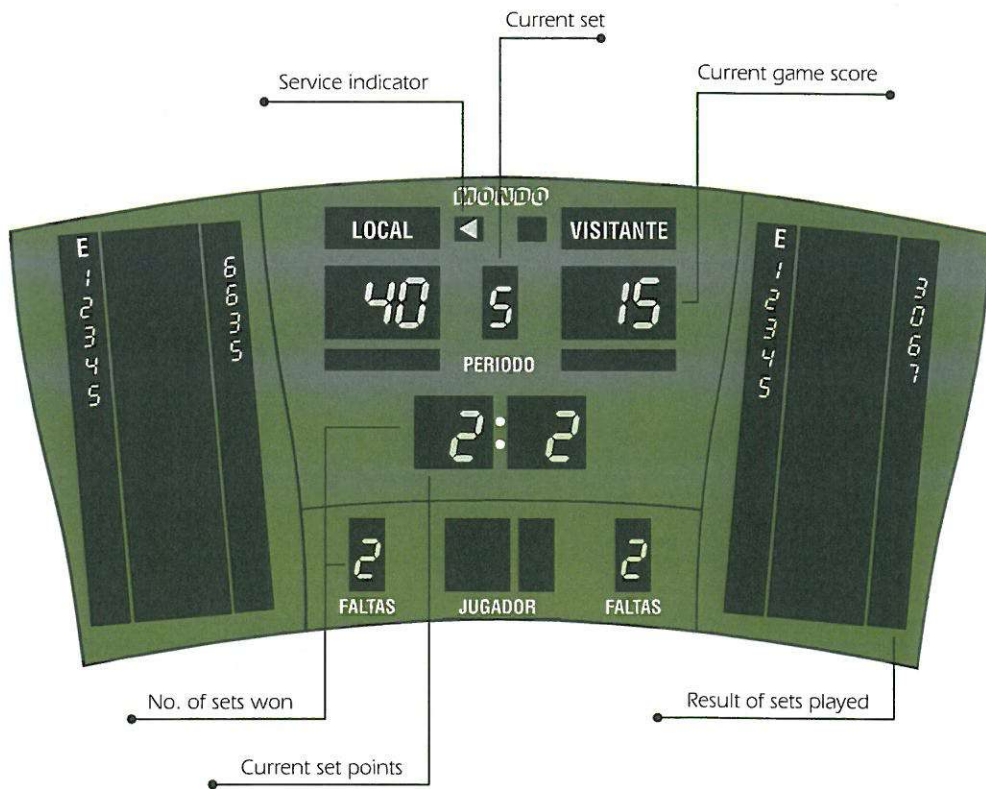 Current set
Service indicator
Current game score
MONDO
LOCAL
VISITANTE
40
5
15
PERIODO
2:2
E
1 6
2 6
3 3
4 5
5
E
1 3
2 0
3 6
4 7
5
2
2
FALTAS
JUGADOR
FALTAS
No. of sets won
Result of sets played
Current set points